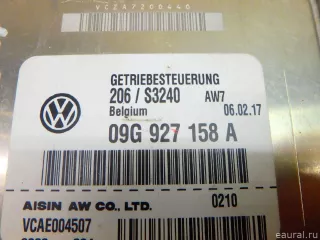 VCZA7206446
GETRIEBESTEUERUNG
206/S3240 AW7
Belgium 06.02.17
09G 927 158 A
AISIN AW CO., LTD. 0210
VCAE004507
eaural.ru